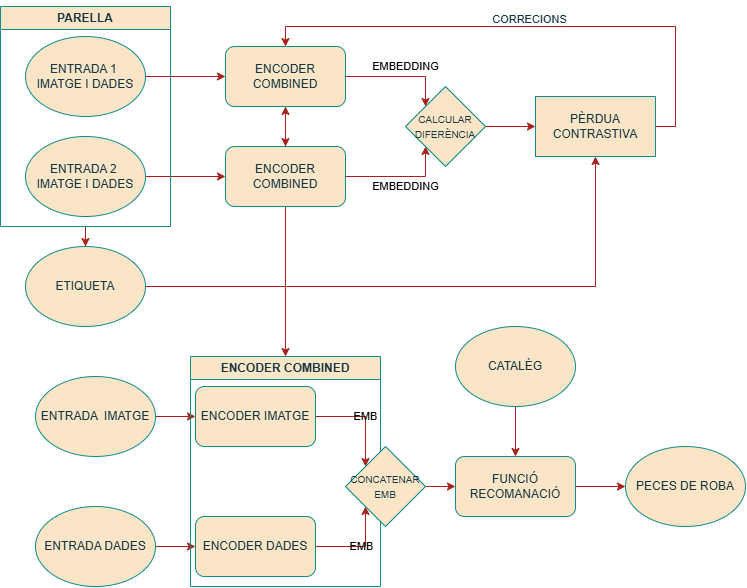 PARELLA
CORRECIONS
ENTRADA 1
IMATGE I DADES
ENCODER
COMBINED
EMBEDDING
CALCULAR
DIFERÈNCIA
PÈRDUA
CONTRASTIVA
ENTRADA 2
IMATGE I DADES
ENCODER
COMBINED
EMBEDDING
ETIQUETA
ENCODER COMBINED
CATALÈG
ENTRADA  IMATGE
ENCODER IMATGE
EMB
CONCATENAR
EMB
FUNCIÓ
RECOMANACIÓ
PECES DE ROBA
ENTRADA DADES
ENCODER DADES
EMB